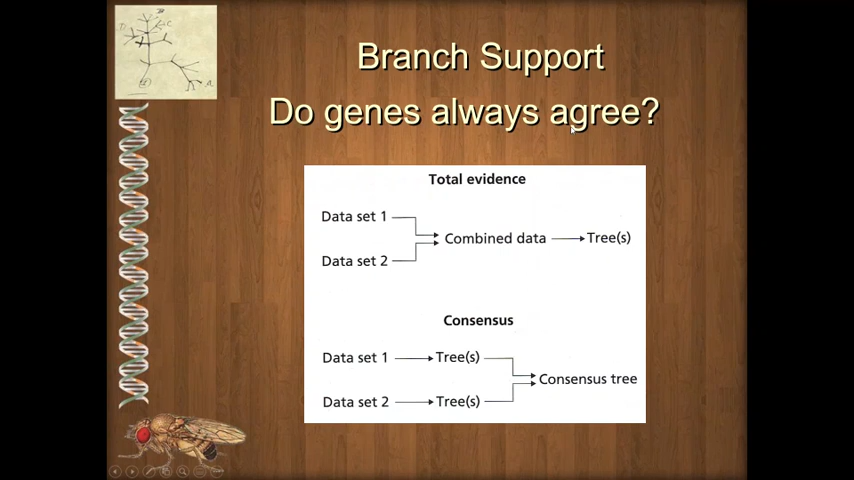 Branch Support
Do genes always agree?
Total evidence
Data set 1
Combined data
Tree(s)
Data set 2
Consensus
Data set 1
Tree(s)
Consensus tree
Data set 2
Tree(s)